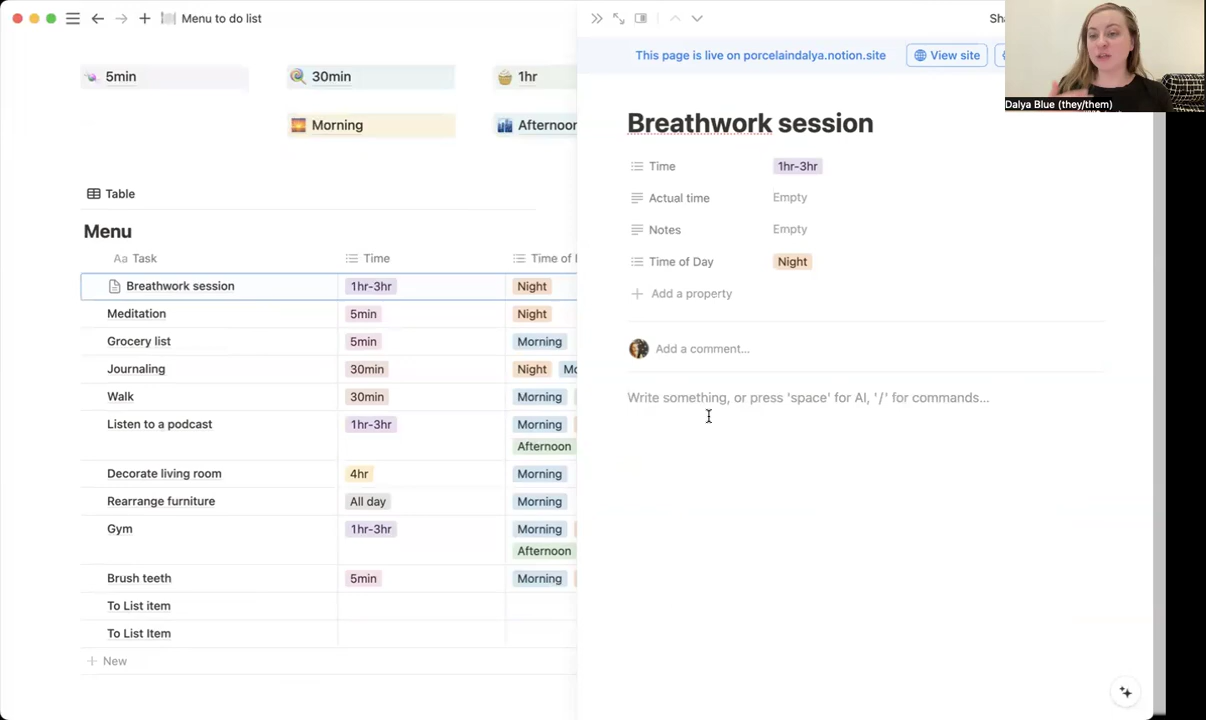 Menu to do list
Sha
5min
30min
1hr
Morning
Afternoon
Table
Menu
Aa Task
Time
Time of
Breathwork session
1hr-3hr
Night
Meditation
5min
Night
Grocery list
5min
Morning
Journaling
30min
Night
Mo
Walk
30min
Morning
Listen to a podcast
1hr-3hr
Morning
Afternoon
Decorate living room
4hr
Morning
Rearrange furniture
All day
Morning
Gym
1hr-3hr
Morning
Afternoon
Brush teeth
5min
Morning
To List item
To List Item
+ New
This page is live on porcelaindalya.notion.site
View site
Breathwork session
Time
1hr-3hr
Actual time
Empty
Notes
Empty
Time of Day
Night
+ Add a property
Add a comment...
Write something, or press 'space' for AI, '/' for commands...
Dalya Blue (they/them)